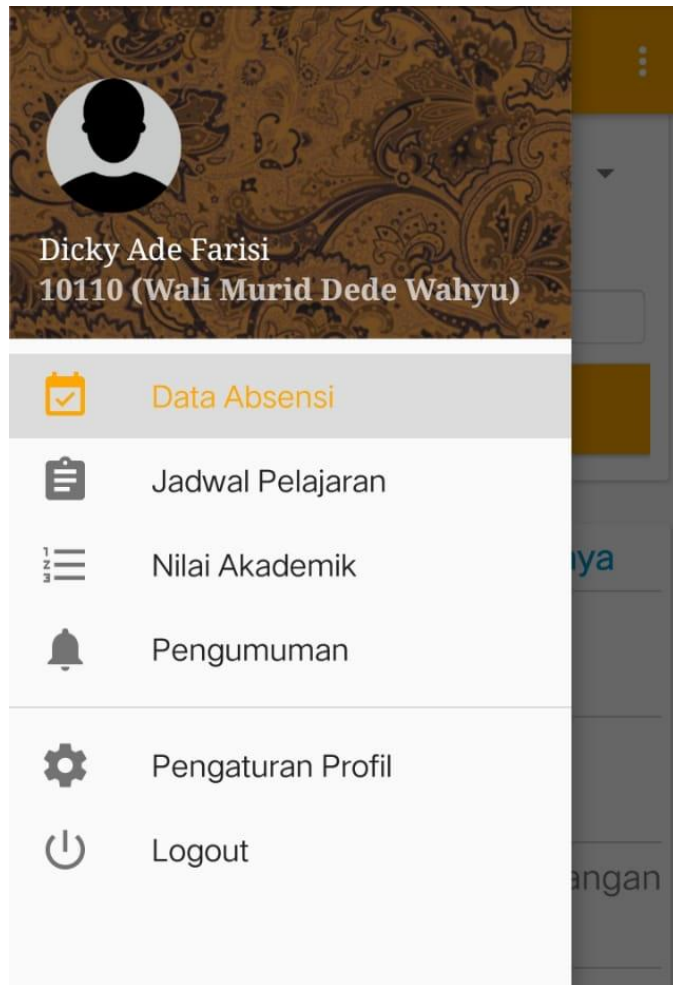 Dicky Ade Farisi
10110 (Wali Murid Dede Wahyu)
Data Absensi
Jadwal Pelajaran
Nilai Akademik
Pengumuman
Pengaturan Profil
Logout